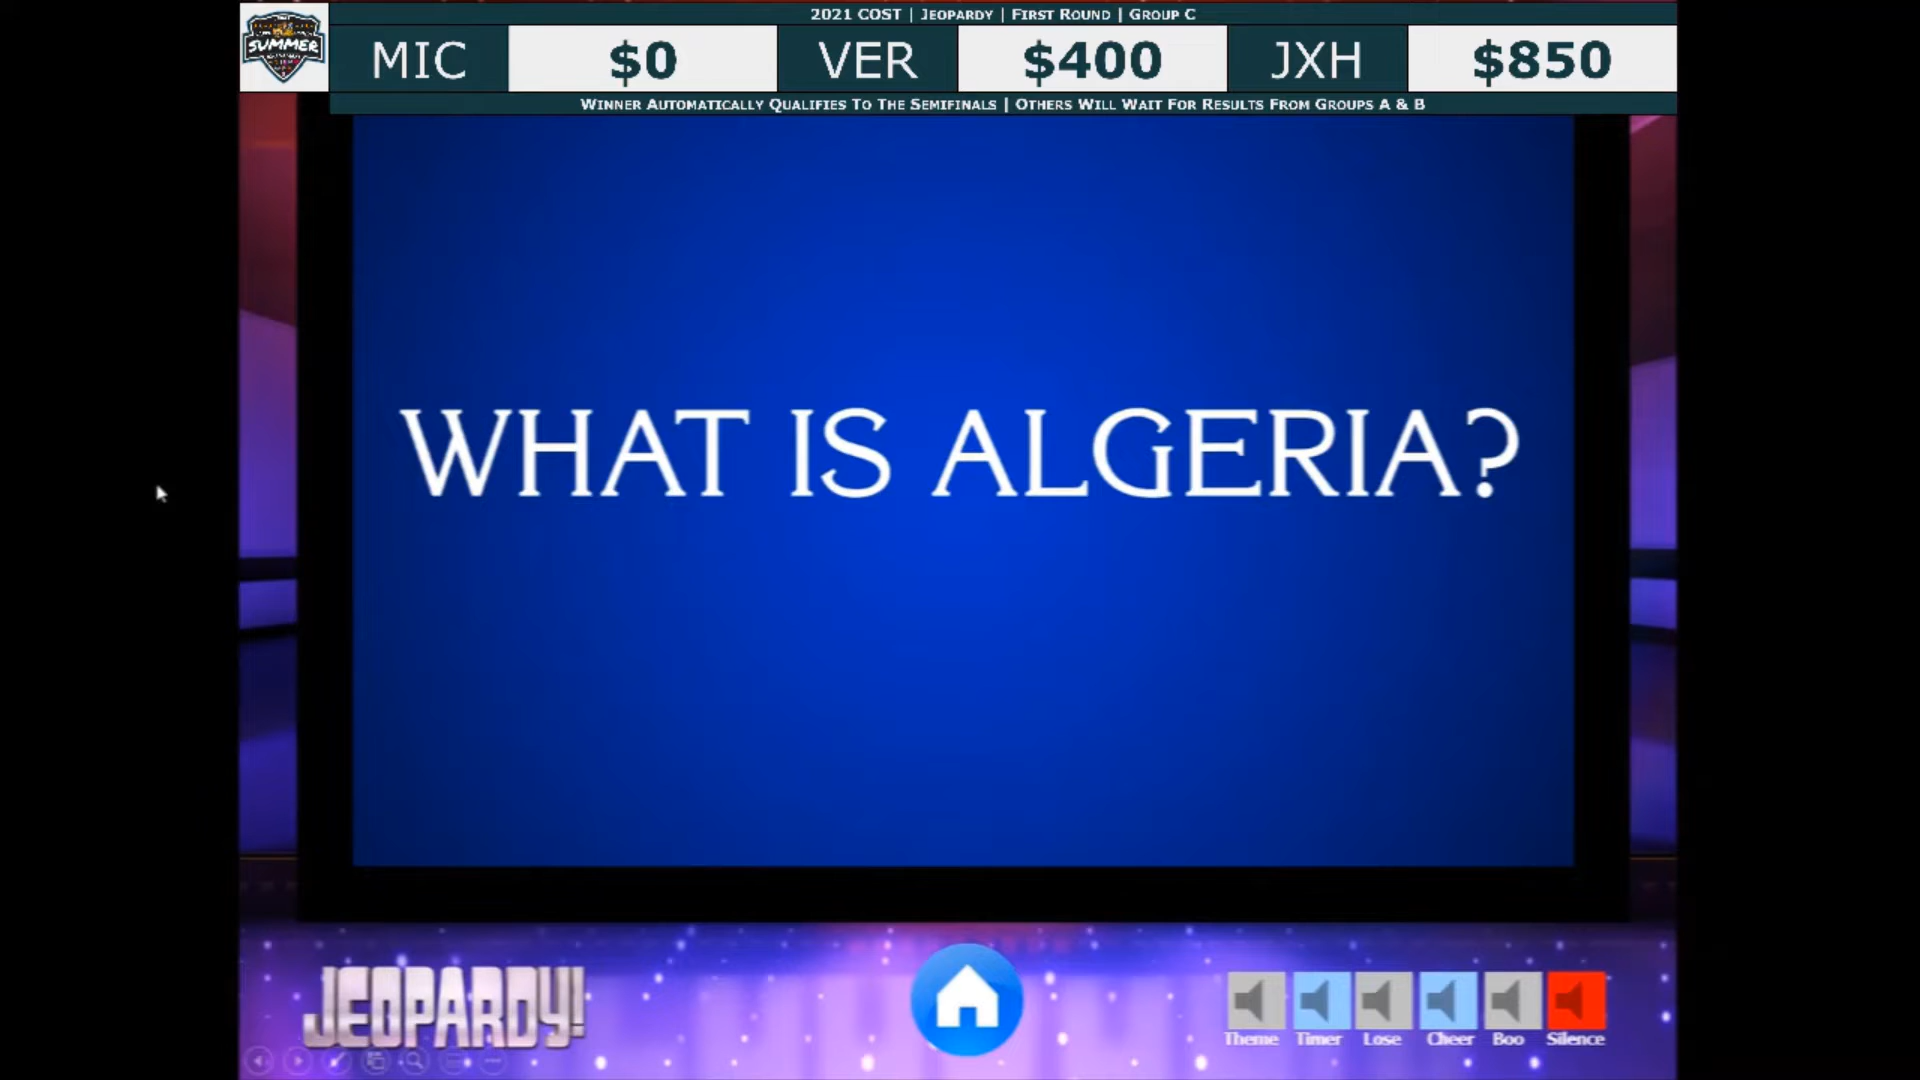 2021 COST | JEOPARDY | FIRST ROUND | GROUP C
SUMMER
MIC $0 VER $400 JXH $850
WINNER AUTOMATICALLY QUALIFIES TO THE SEMIFINALS | OTHERS WILL WAIT FOR RESULTS FROM GROUPS A & B
WHAT IS ALGERIA?
JEOPARDY!
Theme Timer Lose Cheer Boo Silence